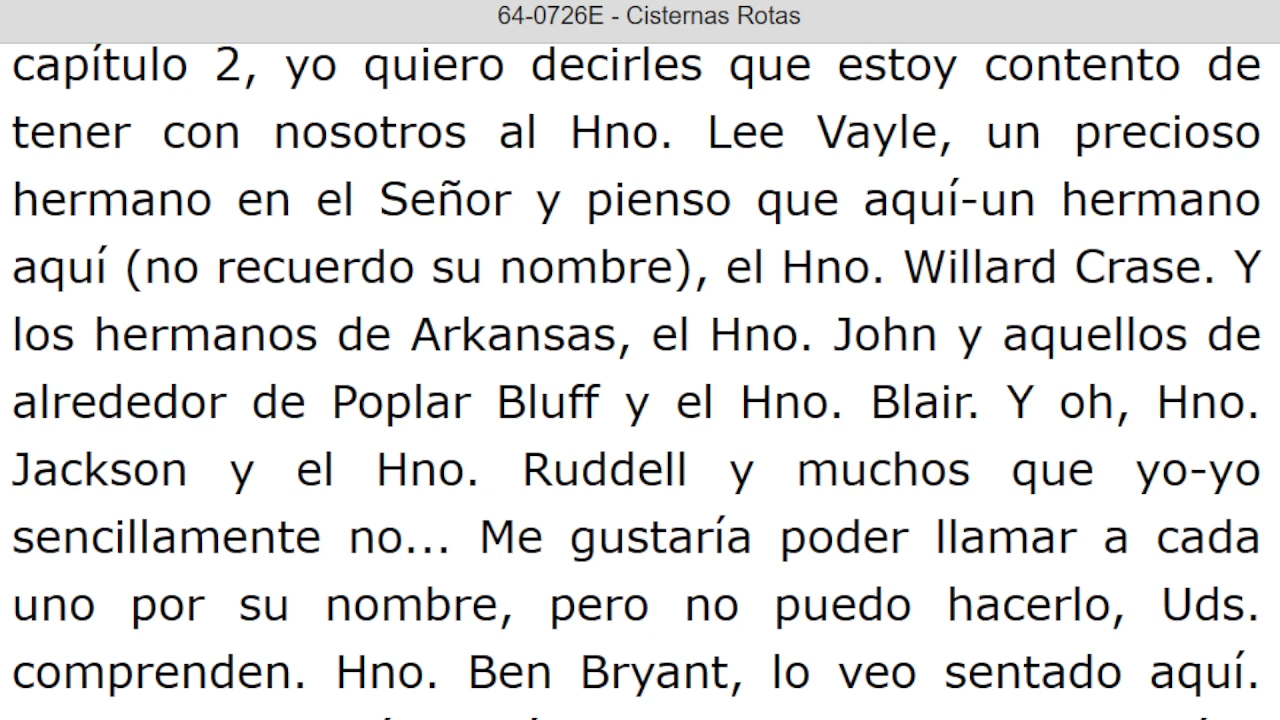 64-0726E - Cisternas Rotas
capítulo 2, yo quiero decirles que estoy contento de
tener con nosotros al Hno. Lee Vayle, un precioso
hermano en el Señor y pienso que aquí-un hermano
aquí (no recuerdo su nombre), el Hno. Willard Crase. Y
los hermanos de Arkansas, el Hno. John y aquellos de
alrededor de Poplar Bluff y el Hno. Blair. Y oh, Hno.
Jackson y el Hno. Ruddell y muchos que yo-yo
sencillamente no... Me gustaría poder llamar a cada
uno por su nombre, pero no puedo hacerlo, Uds.
comprenden. Hno. Ben Bryant, lo veo sentado aquí.